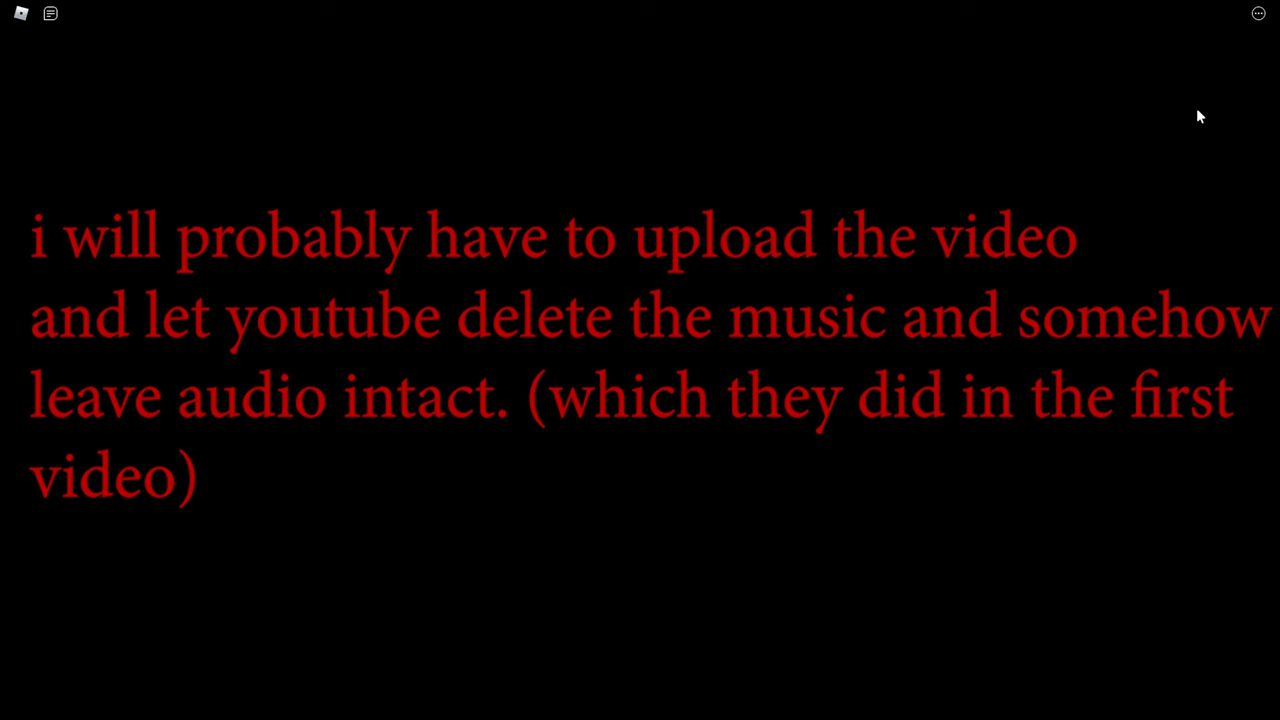 i will probably have to upload the video
and let youtube delete the music and somehow
leave audio intact. (which they did in the first
video)